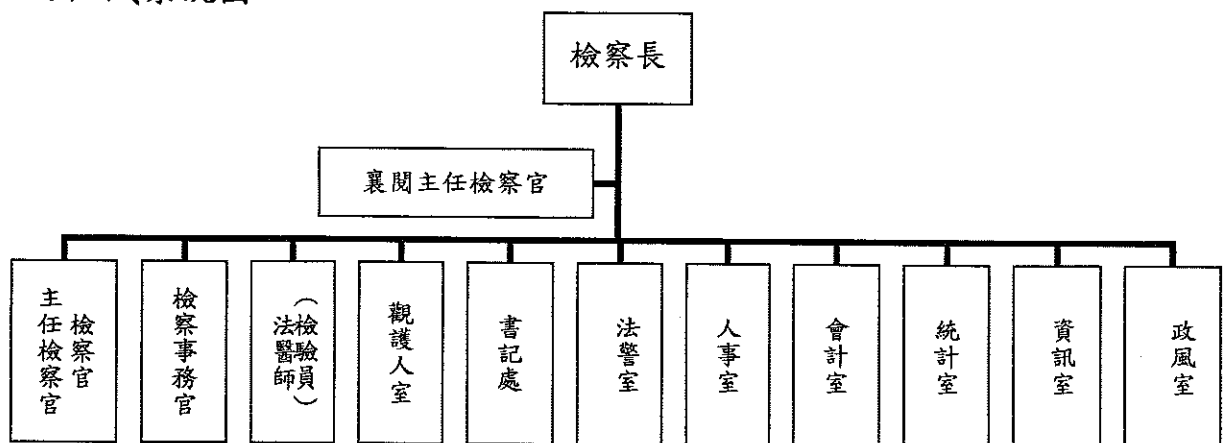 檢察長
襄閱主任檢察官
檢察官
主任檢察官
檢察事務官
(檢驗員)
法醫師
觀護人室
書記處
法警室
人事室
會計室
統計室
資訊室
政風室